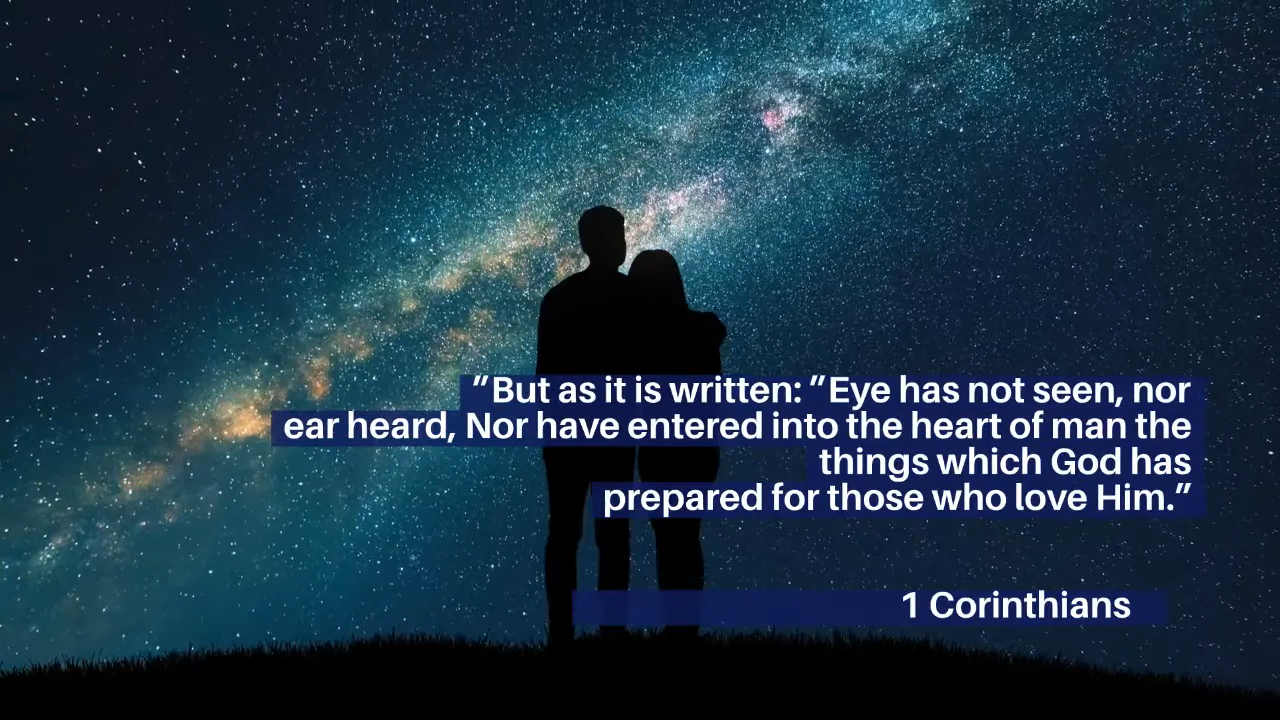 "But as it is written: "Eye has not seen, nor
ear heard, Nor have entered into the heart of man the
things which God has
prepared for those who love Him."
1 Corinthians